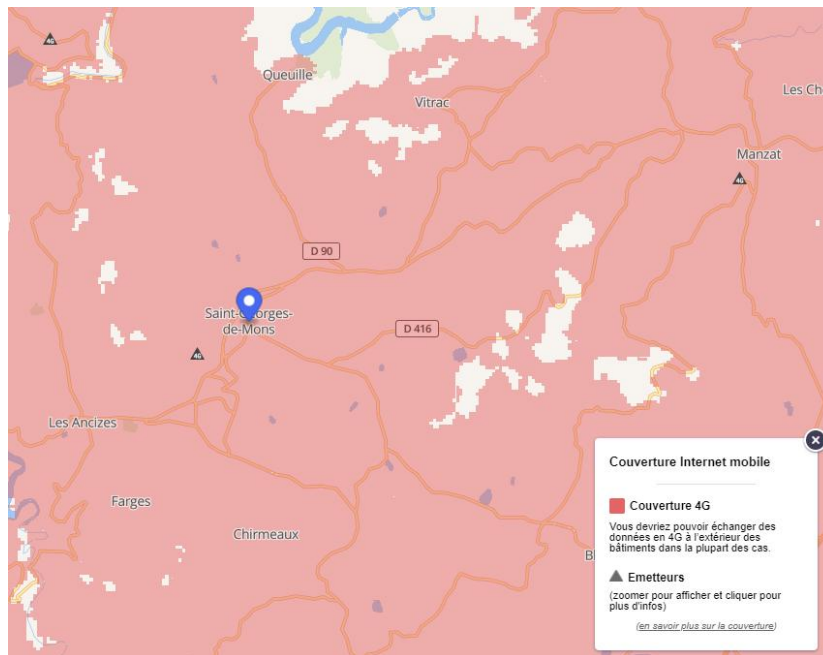 4G
Queuille
Vitrac
Les Ch
Manzat
4G
D 90
Saint-Georges-
de-Mons
D 416
4G
Les Ancizes
Farges
Chirmeaux
Bl
Couverture Internet mobile
Couverture 4G
Vous devriez pouvoir échanger des
données en 4G à l'extérieur des
bâtiments dans la plupart des cas.
Emetteurs
(zoomer pour afficher et cliquer pour
plus d'infos)
(en savoir plus sur la couverture)